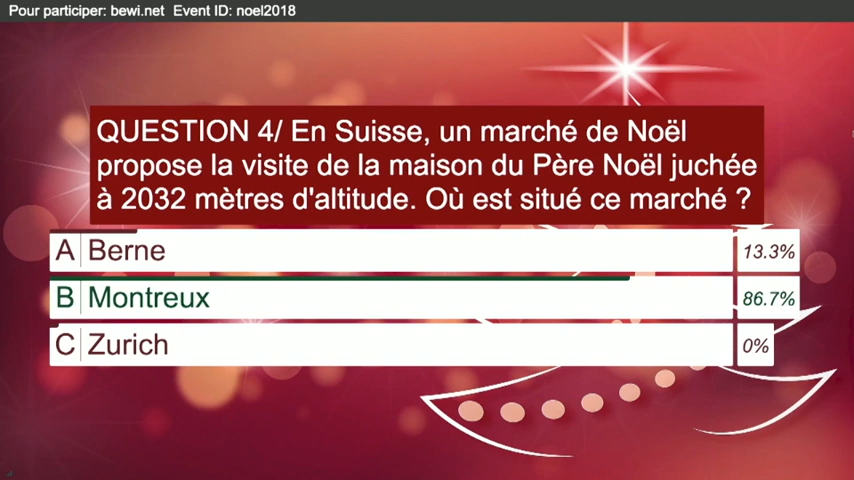 Pour participer: bewi.net Event ID: noel2018
QUESTION 4/ En Suisse, un marché de Noël
propose la visite de la maison du Père Noël juchée
à 2032 mètres d'altitude. Où est situé ce marché ?
A Berne 13.3%
B Montreux 86.7%
C Zurich 0%